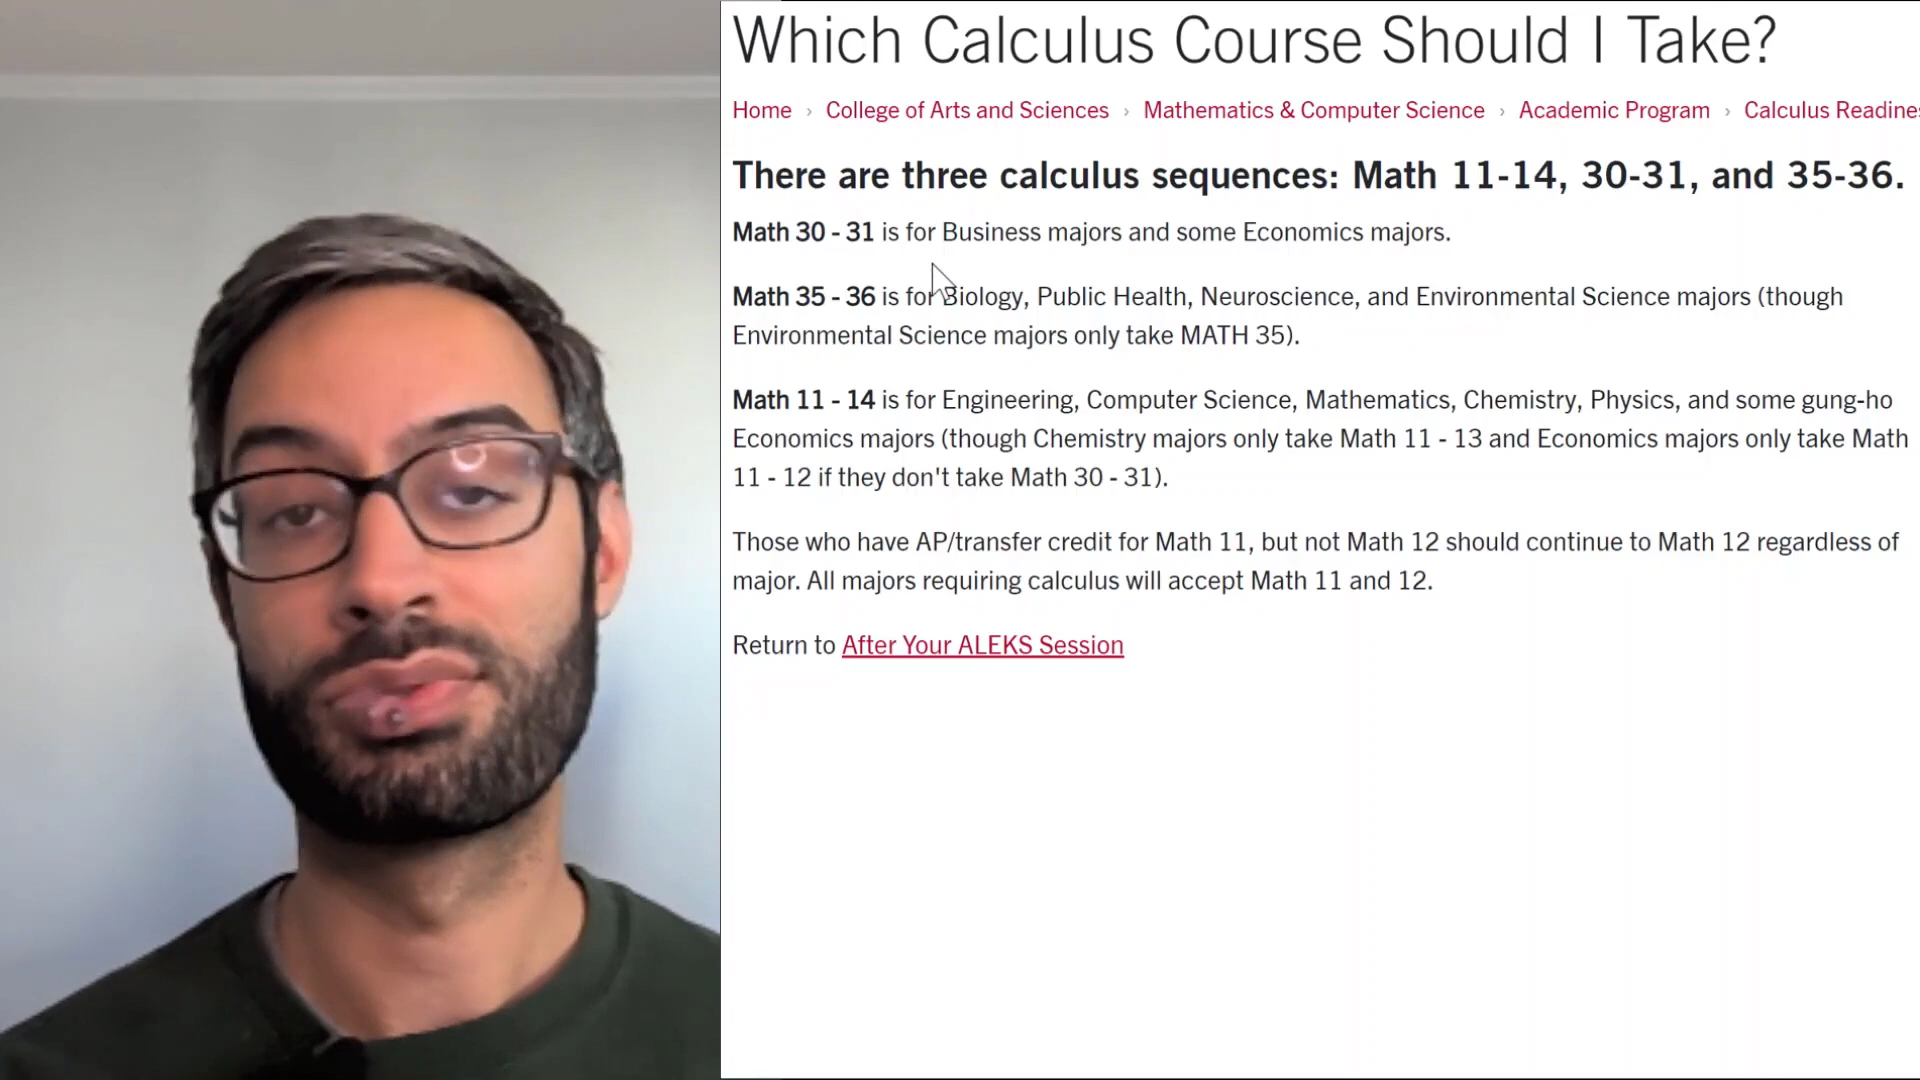 Which Calculus Course Should I Take?
Home › College of Arts and Sciences › Mathematics & Computer Science › Academic Program › Calculus Readines
There are three calculus sequences: Math 11-14, 30-31, and 35-36.
Math 30 - 31 is for Business majors and some Economics majors.
Math 35 - 36 is for Biology, Public Health, Neuroscience, and Environmental Science majors (though
Environmental Science majors only take MATH 35).
Math 11 - 14 is for Engineering, Computer Science, Mathematics, Chemistry, Physics, and some gung-ho
Economics majors (though Chemistry majors only take Math 11 - 13 and Economics majors only take Math
11 - 12 if they don't take Math 30 - 31).
Those who have AP/transfer credit for Math 11, but not Math 12 should continue to Math 12 regardless of
major. All majors requiring calculus will accept Math 11 and 12.
Return to After Your ALEKS Session